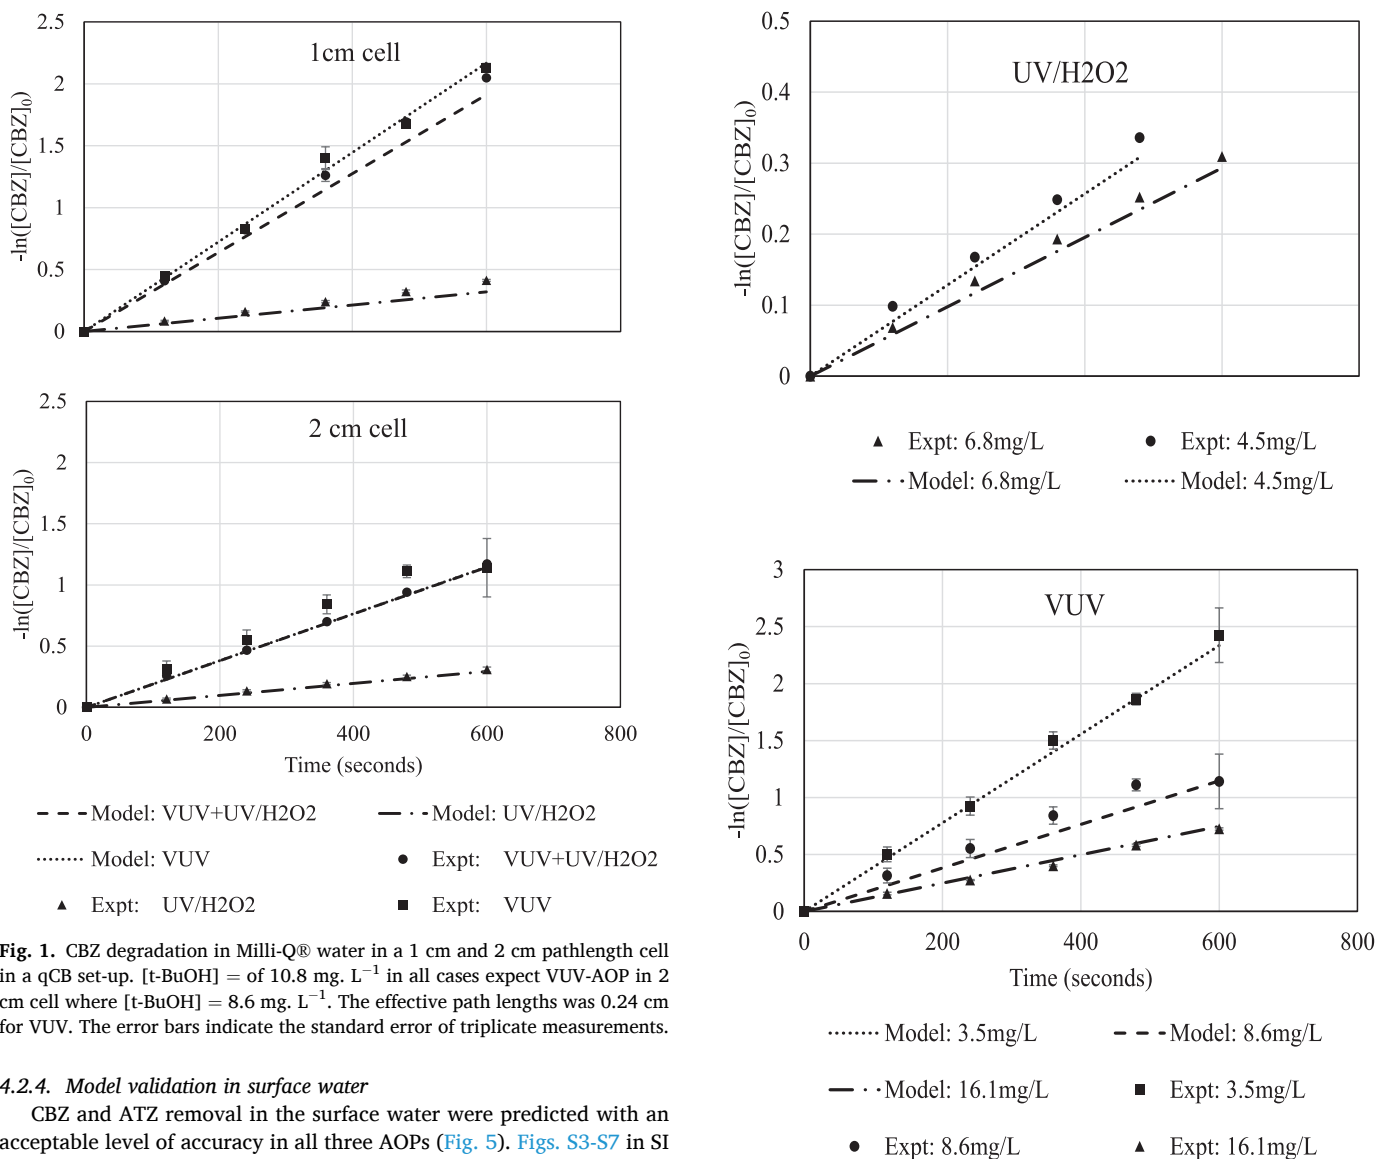 2.5
2
1.5
1
0.5
0
-ln([CBZ]/[CBZ]0)
1cm cell
2.5
2
1.5
1
0.5
0
-ln([CBZ]/[CBZ]0)
2 cm cell
0 200 400 600 800
Time (seconds)
Model: VUV+UV/H2O2 Model: UV/H2O2
Model: VUV Expt: VUV+UV/H2O2
Expt: UV/H2O2 Expt: VUV
Fig. 1. CBZ degradation in Milli-Q® water in a 1 cm and 2 cm pathlength cell
in a qCB set-up. [t-BuOH] = of 10.8 mg. L−1 in all cases expect VUV-AOP in 2
cm cell where [t-BuOH] = 8.6 mg. L−1. The effective path lengths was 0.24 cm
for VUV. The error bars indicate the standard error of triplicate measurements.
4.2.4. Model validation in surface water
CBZ and ATZ removal in the surface water were predicted with an
acceptable level of accuracy in all three AOPs (Fig. 5). Figs. S3-S7 in SI
0.5
0.4
0.3
0.2
0.1
0
-ln([CBZ]/[CBZ]0)
UV/H2O2
Expt: 6.8mg/L Expt: 4.5mg/L
Model: 6.8mg/L Model: 4.5mg/L
3
2.5
2
1.5
1
0.5
0
-ln([CBZ]/[CBZ]0)
VUV
0 200 400 600 800
Time (seconds)
Model: 3.5mg/L Model: 8.6mg/L
Model: 16.1mg/L Expt: 3.5mg/L
Expt: 8.6mg/L Expt: 16.1mg/L